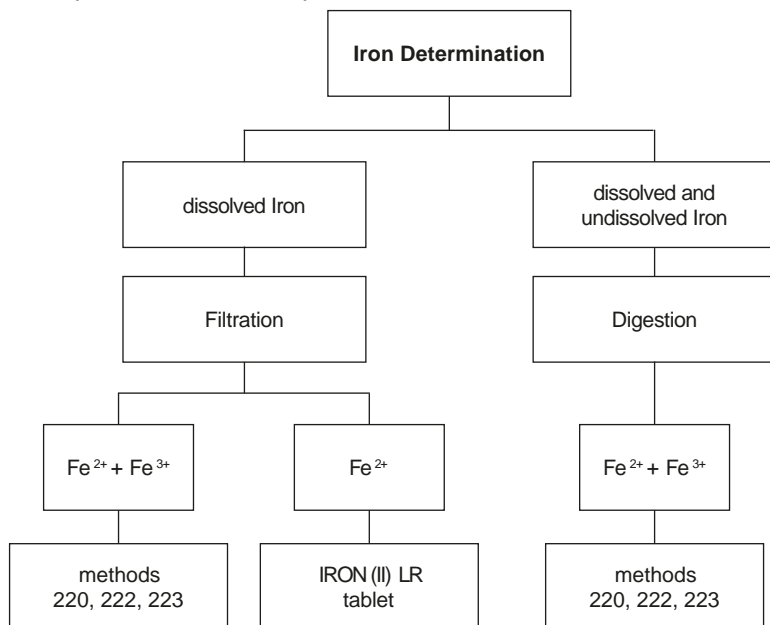 Iron Determination
dissolved Iron
dissolved and
undissolved Iron
Filtration
Digestion
Fe²⁺ + Fe³⁺
Fe²⁺
Fe²⁺ + Fe³⁺
methods
220, 222, 223
IRON (II) LR
tablet
methods
220, 222, 223